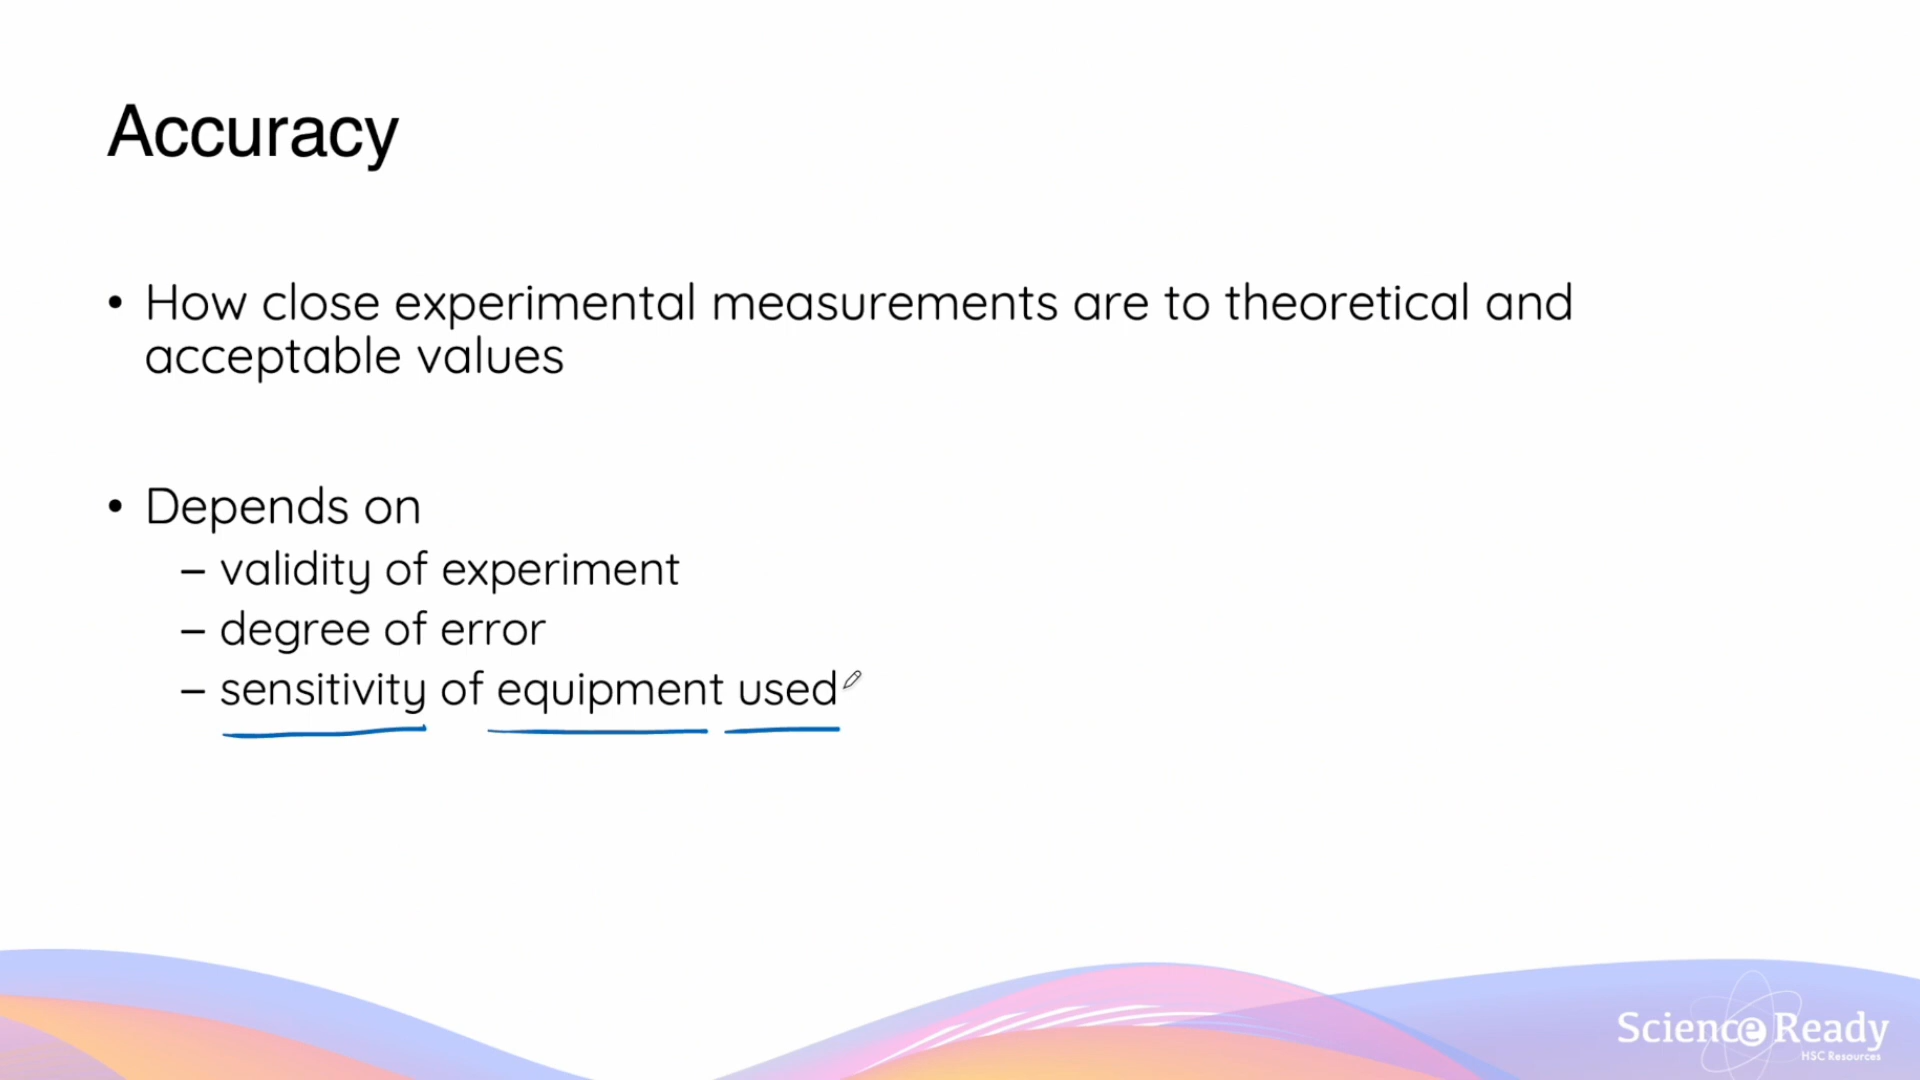 Accuracy
• How close experimental measurements are to theoretical and
acceptable values
• Depends on
– validity of experiment
– degree of error
– sensitivity of equipment used
Science Ready
HSC Resources